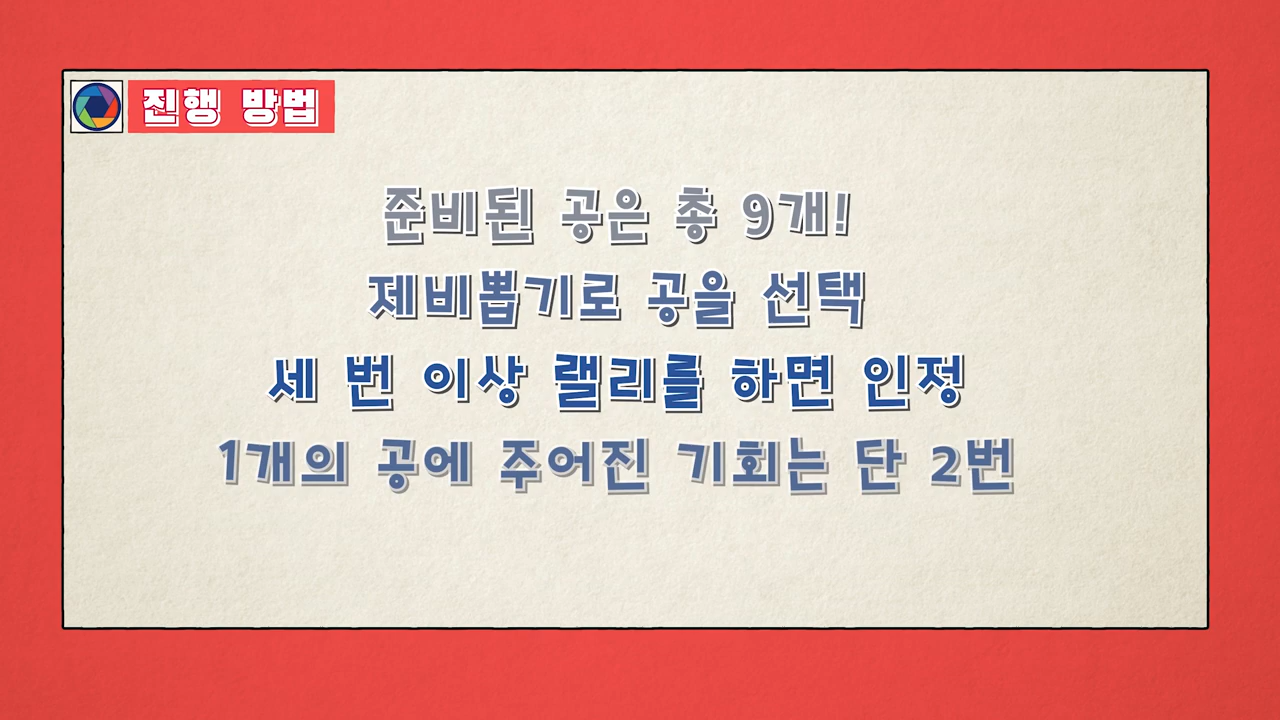 진행 방법
준비된 공은 총 9개!
제비뽑기로 공을 선택
세 번 이상 랠리를 하면 인정
1개의 공에 주어진 기회는 단 2번